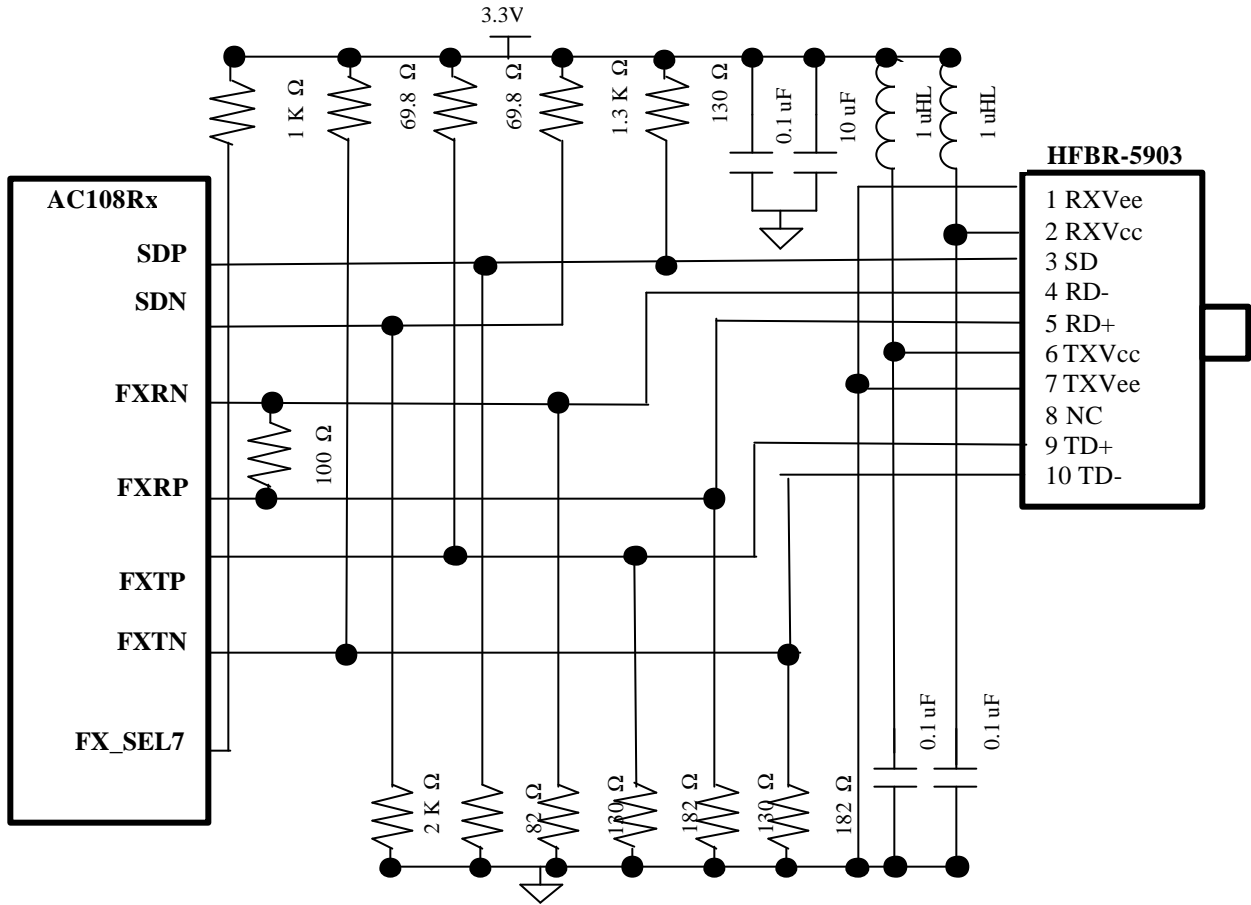 3.3V
1 K Ω
69.8 Ω
69.8 Ω
1.3 K Ω
130 Ω
0.1 uF
10 uF
1 uHL
1 uHL
HFBR-5903
AC108Rx
SDP
SDN
FXRN
100 Ω
FXRP
FXTP
FXTN
FX_SEL7
1 RXVee
2 RXVcc
3 SD
4 RD-
5 RD+
6 TXVcc
7 TXVee
8 NC
9 TD+
10 TD-
2 K Ω
82 Ω
130 Ω
182 Ω
130 Ω
182 Ω
0.1 uF
0.1 uF